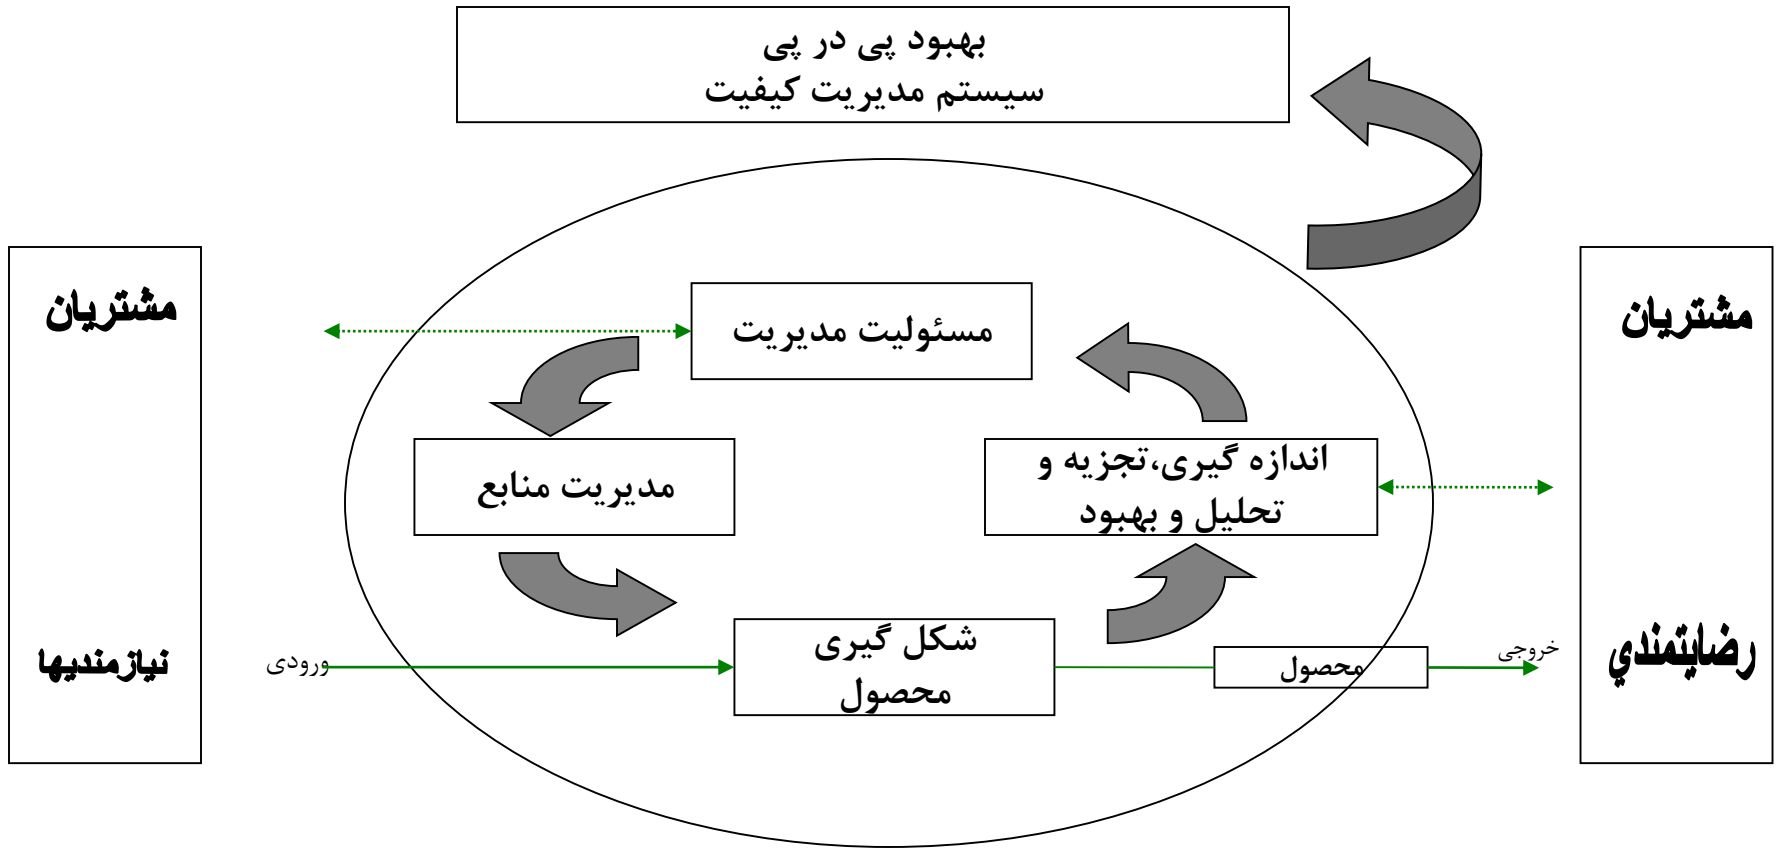 بهبود پی در پی
سیستم مدیریت کیفیت
مشتریان
مشتریان
مسئولیت مدیریت
اندازه گیری،تجزیه و
تحلیل و بهبود
مدیریت منابع
شکل گیری
محصول
محصول
خروجی
رضايتمندي
ورودی
نيازمنديها